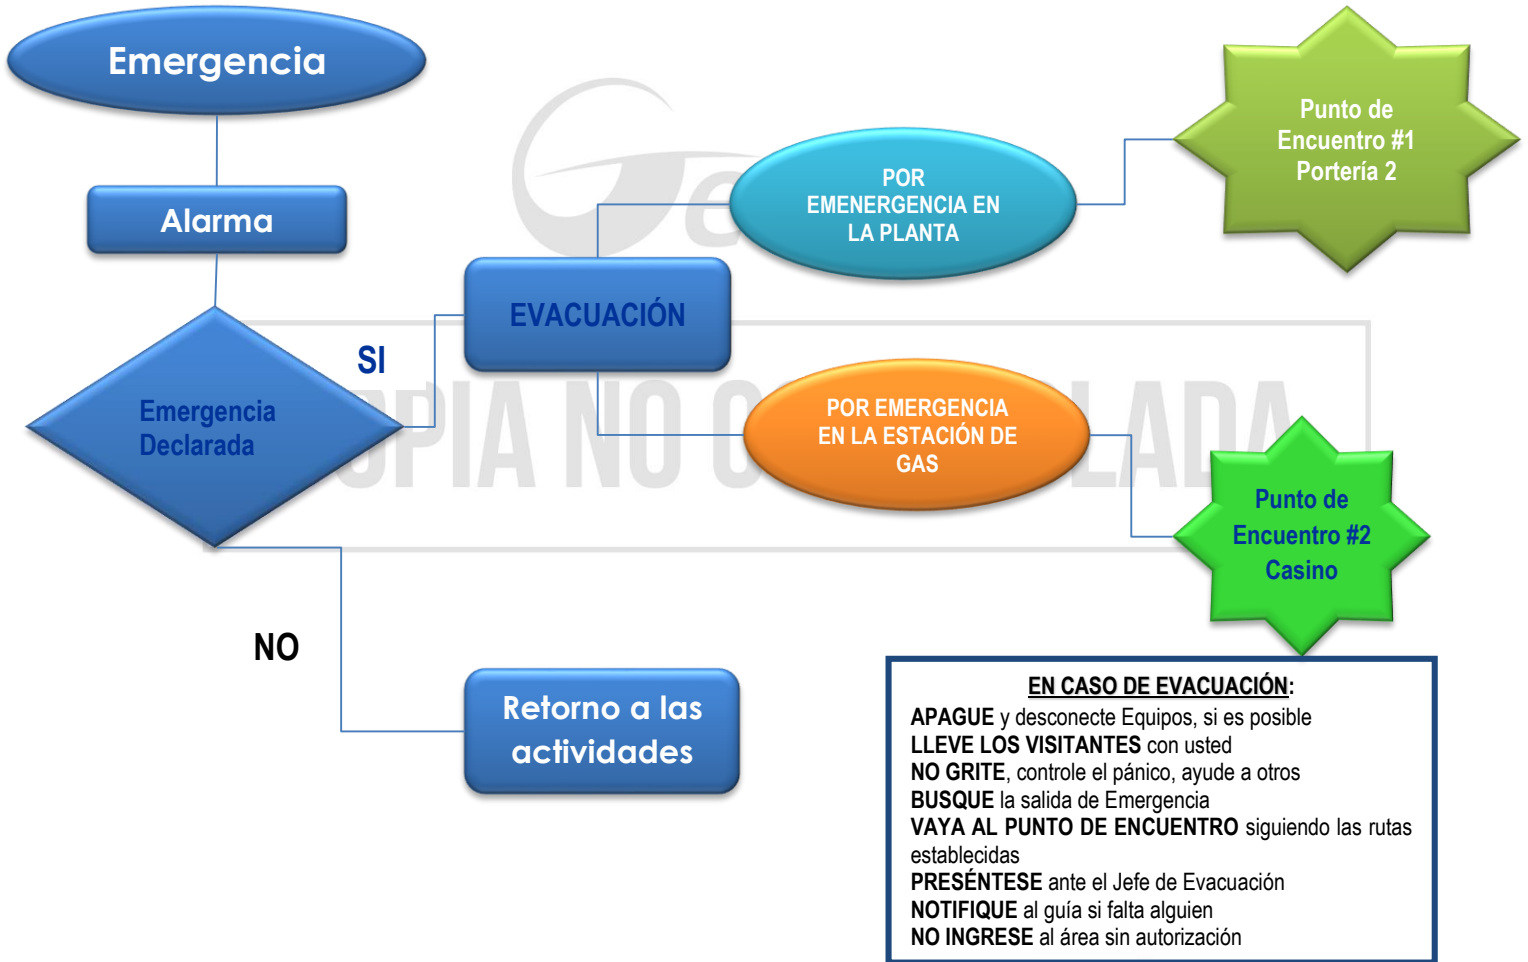 Emergencia
Alarma
Emergencia
Declarada
SI
EVACUACIÓN
POR
EMENERGENCIA EN
LA PLANTA
Punto de
Encuentro #1
Portería 2
POR EMERGENCIA
EN LA ESTACIÓN DE
GAS
Punto de
Encuentro #2
Casino
NO
Retorno a las
actividades
EN CASO DE EVACUACIÓN:
APAGUE y desconecte Equipos, si es posible
LLEVE LOS VISITANTES con usted
NO GRITE, controle el pánico, ayude a otros
BUSQUE la salida de Emergencia
VAYA AL PUNTO DE ENCUENTRO siguiendo las rutas
establecidas
PRESÉNTESE ante el Jefe de Evacuación
NOTIFIQUE al guía si falta alguien
NO INGRESE al área sin autorización